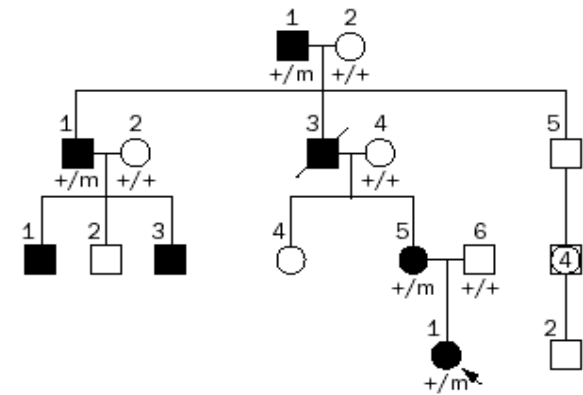 1 2
+/m +/+
1 2 3 4 5
+/m +/+ +/+
1 2 3 4 5 6 4
+/m +/+
1 2
+/m